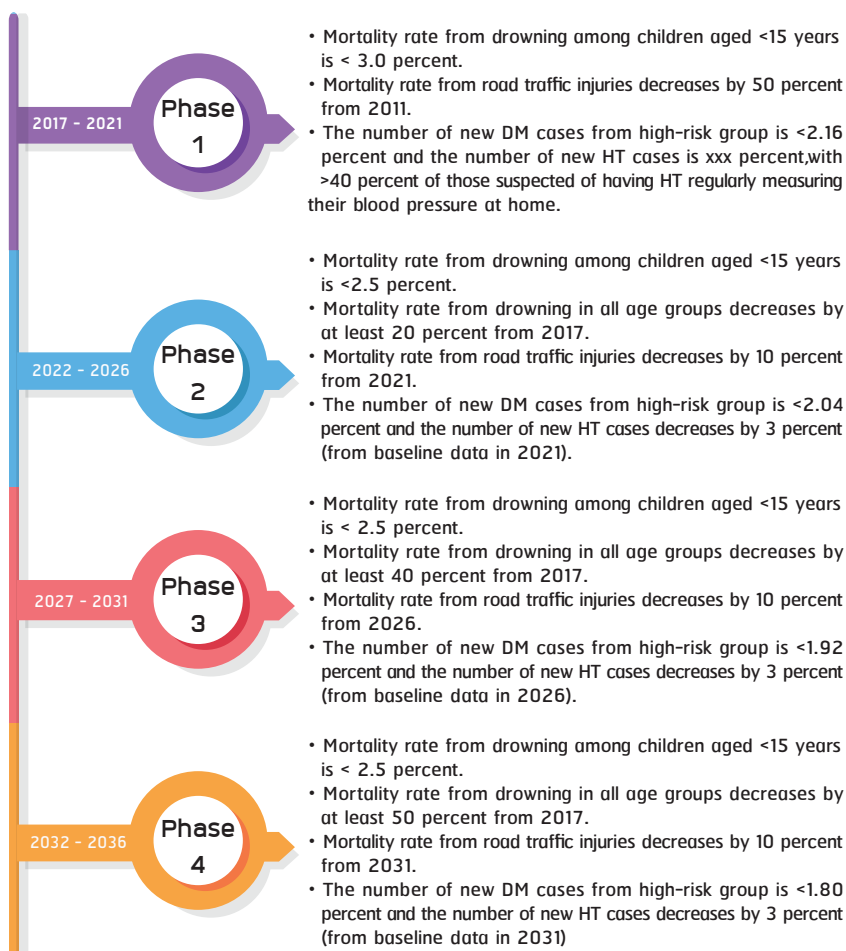 2017 - 2021
Phase
1
• Mortality rate from drowning among children aged <15 years
is < 3.0 percent.
• Mortality rate from road traffic injuries decreases by 50 percent
from 2011.
• The number of new DM cases from high-risk group is <2.16
percent and the number of new HT cases is xxx percent,with
>40 percent of those suspected of having HT regularly measuring
their blood pressure at home.
2022 - 2026
Phase
2
• Mortality rate from drowning among children aged <15 years
is <2.5 percent.
• Mortality rate from drowning in all age groups decreases by
at least 20 percent from 2017.
• Mortality rate from road traffic injuries decreases by 10 percent
from 2021.
• The number of new DM cases from high-risk group is <2.04
percent and the number of new HT cases decreases by 3 percent
(from baseline data in 2021).
2027 - 2031
Phase
3
• Mortality rate from drowning among children aged <15 years
is < 2.5 percent.
• Mortality rate from drowning in all age groups decreases by
at least 40 percent from 2017.
• Mortality rate from road traffic injuries decreases by 10 percent
from 2026.
• The number of new DM cases from high-risk group is <1.92
percent and the number of new HT cases decreases by 3 percent
(from baseline data in 2026).
2032 - 2036
Phase
4
• Mortality rate from drowning among children aged <15 years
is < 2.5 percent.
• Mortality rate from drowning in all age groups decreases by
at least 50 percent from 2017.
• Mortality rate from road traffic injuries decreases by 10 percent
from 2031.
• The number of new DM cases from high-risk group is <1.80
percent and the number of new HT cases decreases by 3 percent
(from baseline data in 2031)